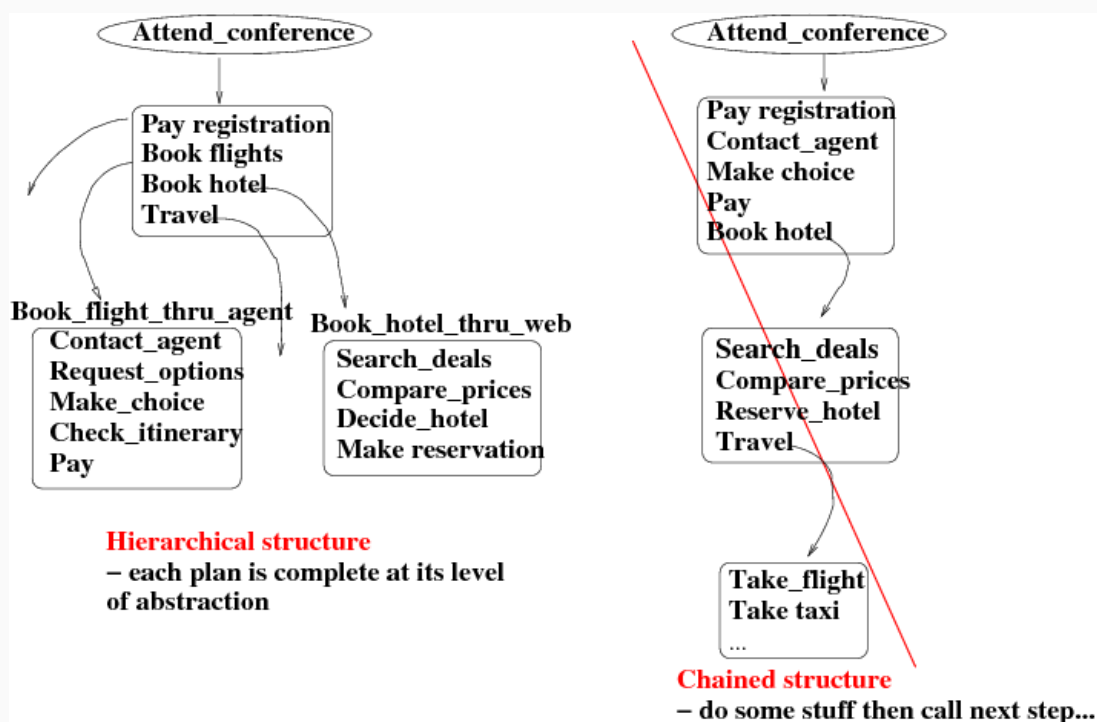 Attend_conference
Pay registration
Book flights
Book hotel
Travel
Book_flight_thru_agent
Contact_agent
Request_options
Make_choice
Check_itinerary
Pay
Book_hotel_thru_web
Search_deals
Compare_prices
Decide_hotel
Make reservation
Hierarchical structure
– each plan is complete at its level
of abstraction
Attend_conference
Pay registration
Contact_agent
Make choice
Pay
Book hotel
Search_deals
Compare_prices
Reserve_hotel
Travel
Take_flight
Take taxi
...
Chained structure
– do some stuff then call next step...